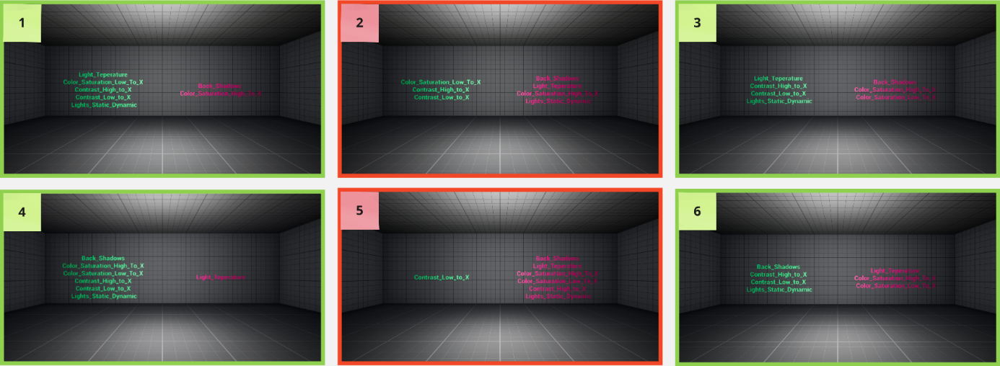 1
Light_Teperature
Color_Saturation_Low_To_X
Contrast_High_to_X
Contrast_Low_to_X
Lights_Static_Dynamic
Back_Shadows
Color_Saturation_High_To_X
2
Color_Saturation_Low_To_X
Contrast_High_to_X
Contrast_Low_to_X
Back_Shadows
Light_Teperature
Color_Saturation_High_To_X
Lights_Static_Dynamic
3
Light_Teperature
Contrast_High_to_X
Contrast_Low_to_X
Lights_Static_Dynamic
Back_Shadows
Color_Saturation_High_To_X
Color_Saturation_Low_To_X
4
Back_Shadows
Color_Saturation_High_To_X
Color_Saturation_Low_To_X
Contrast_High_to_X
Contrast_Low_to_X
Lights_Static_Dynamic
Light_Teperature
5
Contrast_Low_to_X
Back_Shadows
Light_Teperature
Color_Saturation_High_To_X
Color_Saturation_Low_To_X
Contrast_High_to_X
Lights_Static_Dynamic
6
Back_Shadows
Contrast_High_to_X
Contrast_Low_to_X
Lights_Static_Dynamic
Light_Teperature
Color_Saturation_High_To_X
Color_Saturation_Low_To_X